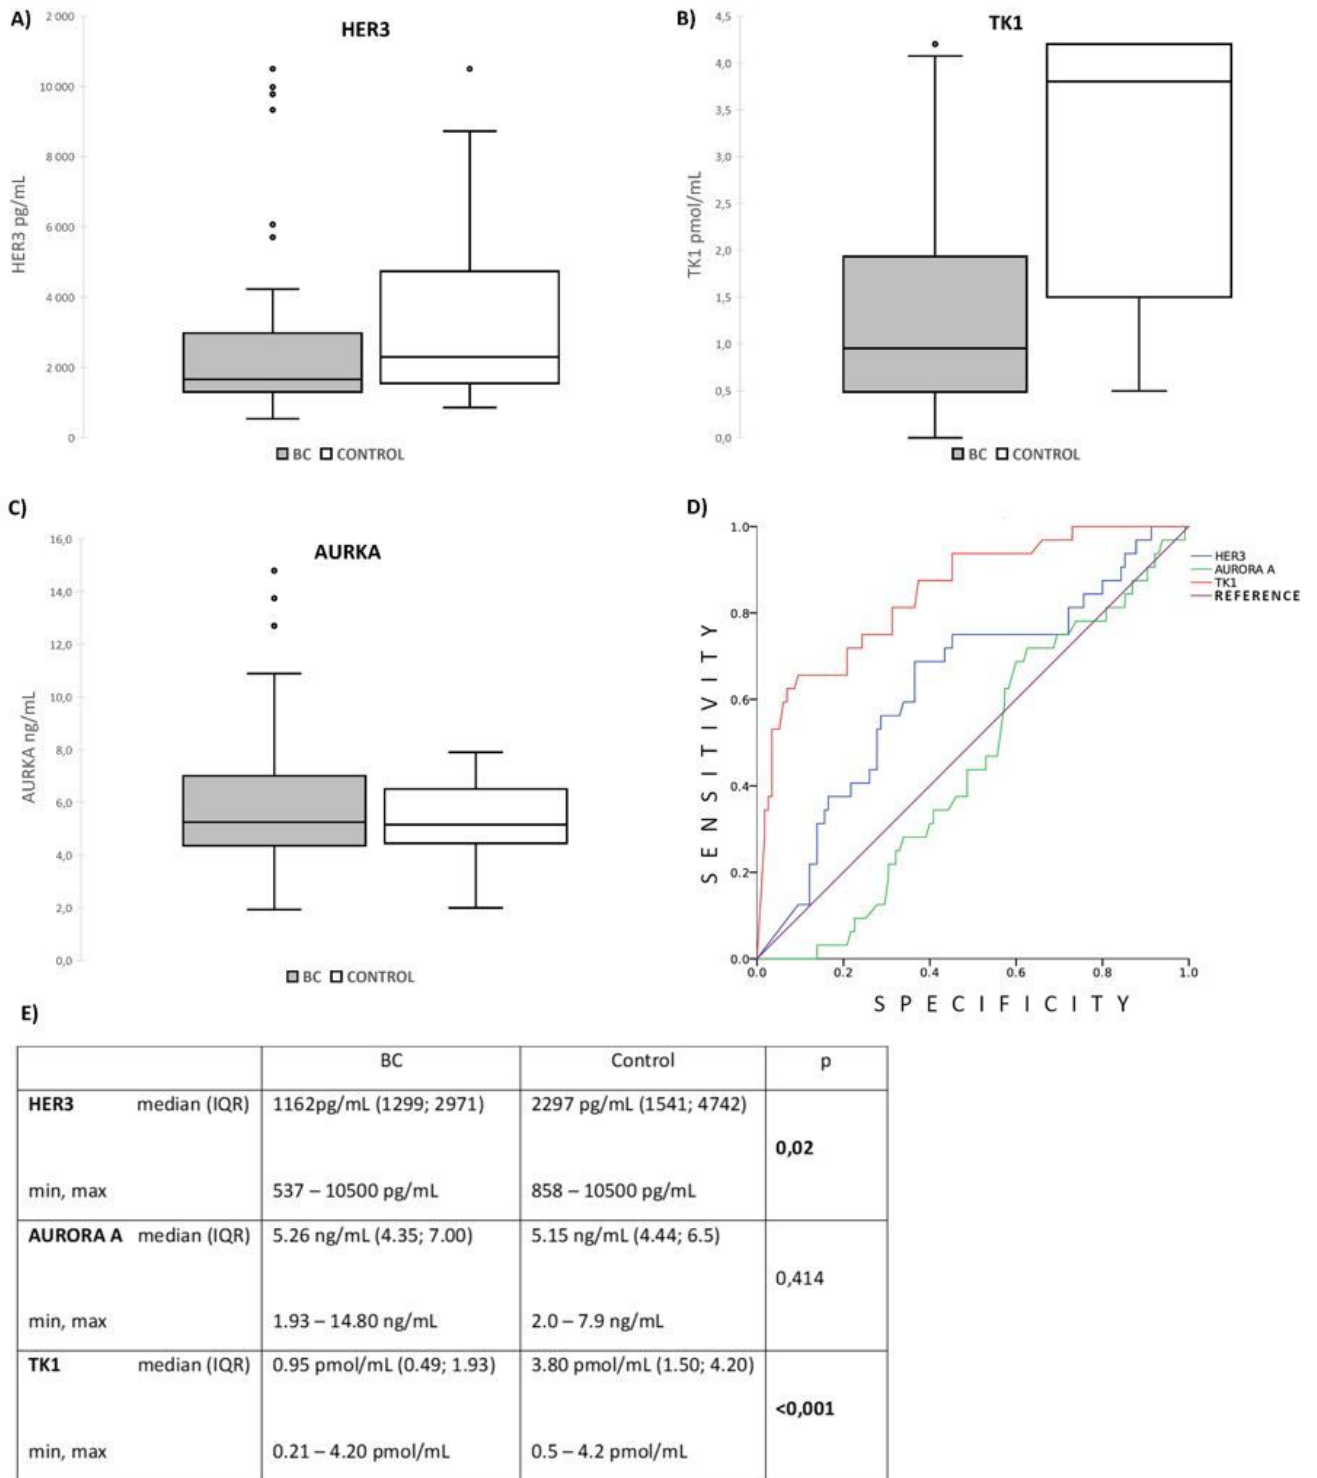 A)
HER3
2 000
10 000
8 000
6 000
4 000
2 000
0
HER3 pg/mL
BC CONTROL
B)
TK1
4,5
4,0
3,5
3,0
2,5
2,0
1,5
1,0
0,5
0,0
TK1 pmol/mL
BC CONTROL
C)
AURKA
16,0
14,0
12,0
10,0
8,0
6,0
4,0
2,0
0,0
AURKA ng/mL
BC CONTROL
D)
1.0
0.8
0.6
0.4
0.2
0.0
SENSITIVITY
0.0 0.2 0.4 0.6 0.8 1.0
SPECIFICITY
HER3
AURORA A
TK1
REFERENCE
E)
BC Control p
HER3 median (IQR) 1162pg/mL (1299; 2971) 2297 pg/mL (1541; 4742)
0,02
min, max 537 – 10500 pg/mL 858 – 10500 pg/mL
AURORA A median (IQR) 5.26 ng/mL (4.35; 7.00) 5.15 ng/mL (4.44; 6.5)
0,414
min, max 1.93 – 14.80 ng/mL 2.0 – 7.9 ng/mL
TK1 median (IQR) 0.95 pmol/mL (0.49; 1.93) 3.80 pmol/mL (1.50; 4.20)
<0,001
min, max 0.21 – 4.20 pmol/mL 0.5 – 4.2 pmol/mL